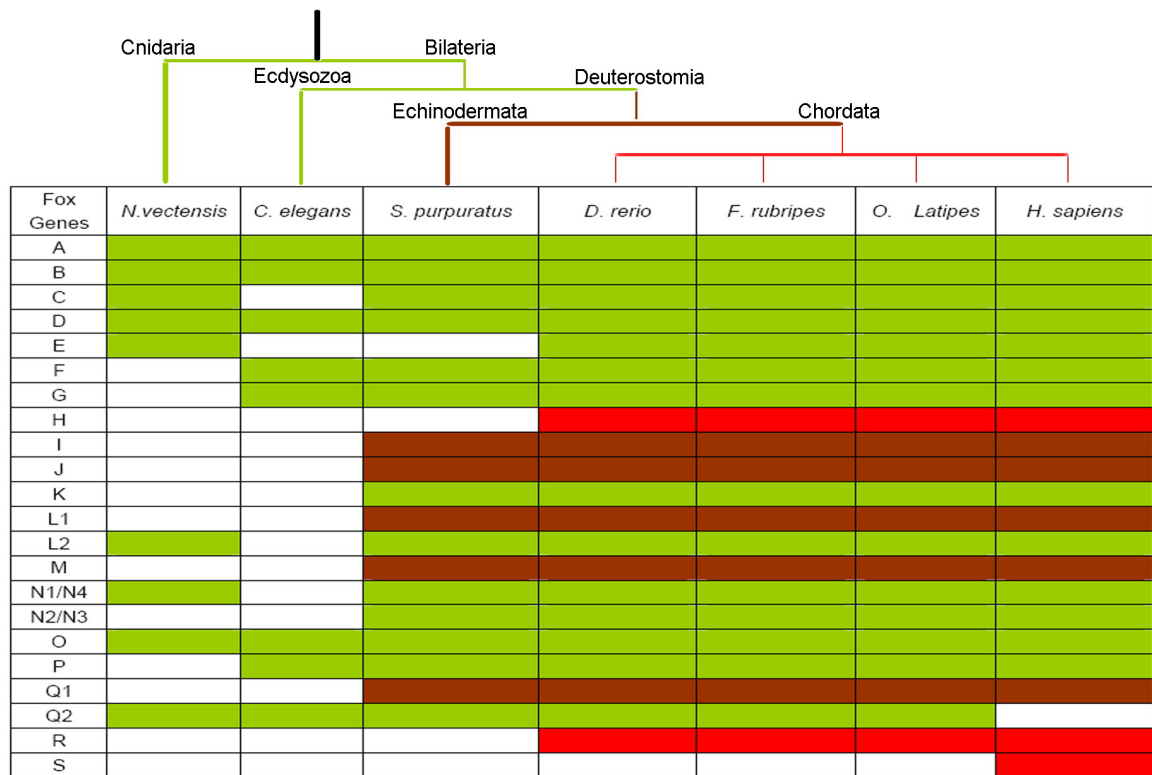 Cnidaria Bilateria
Ecdysozoa Deuterostomia
Echinodermata Chordata
Fox Genes N.vectensis C. elegans S. purpuratus D. rerio F. rubripes O. Latipes H. sapiens
A
B
C
D
E
F
G
H
I
J
K
L1
L2
M
N1/N4
N2/N3
O
P
Q1
Q2
R
S